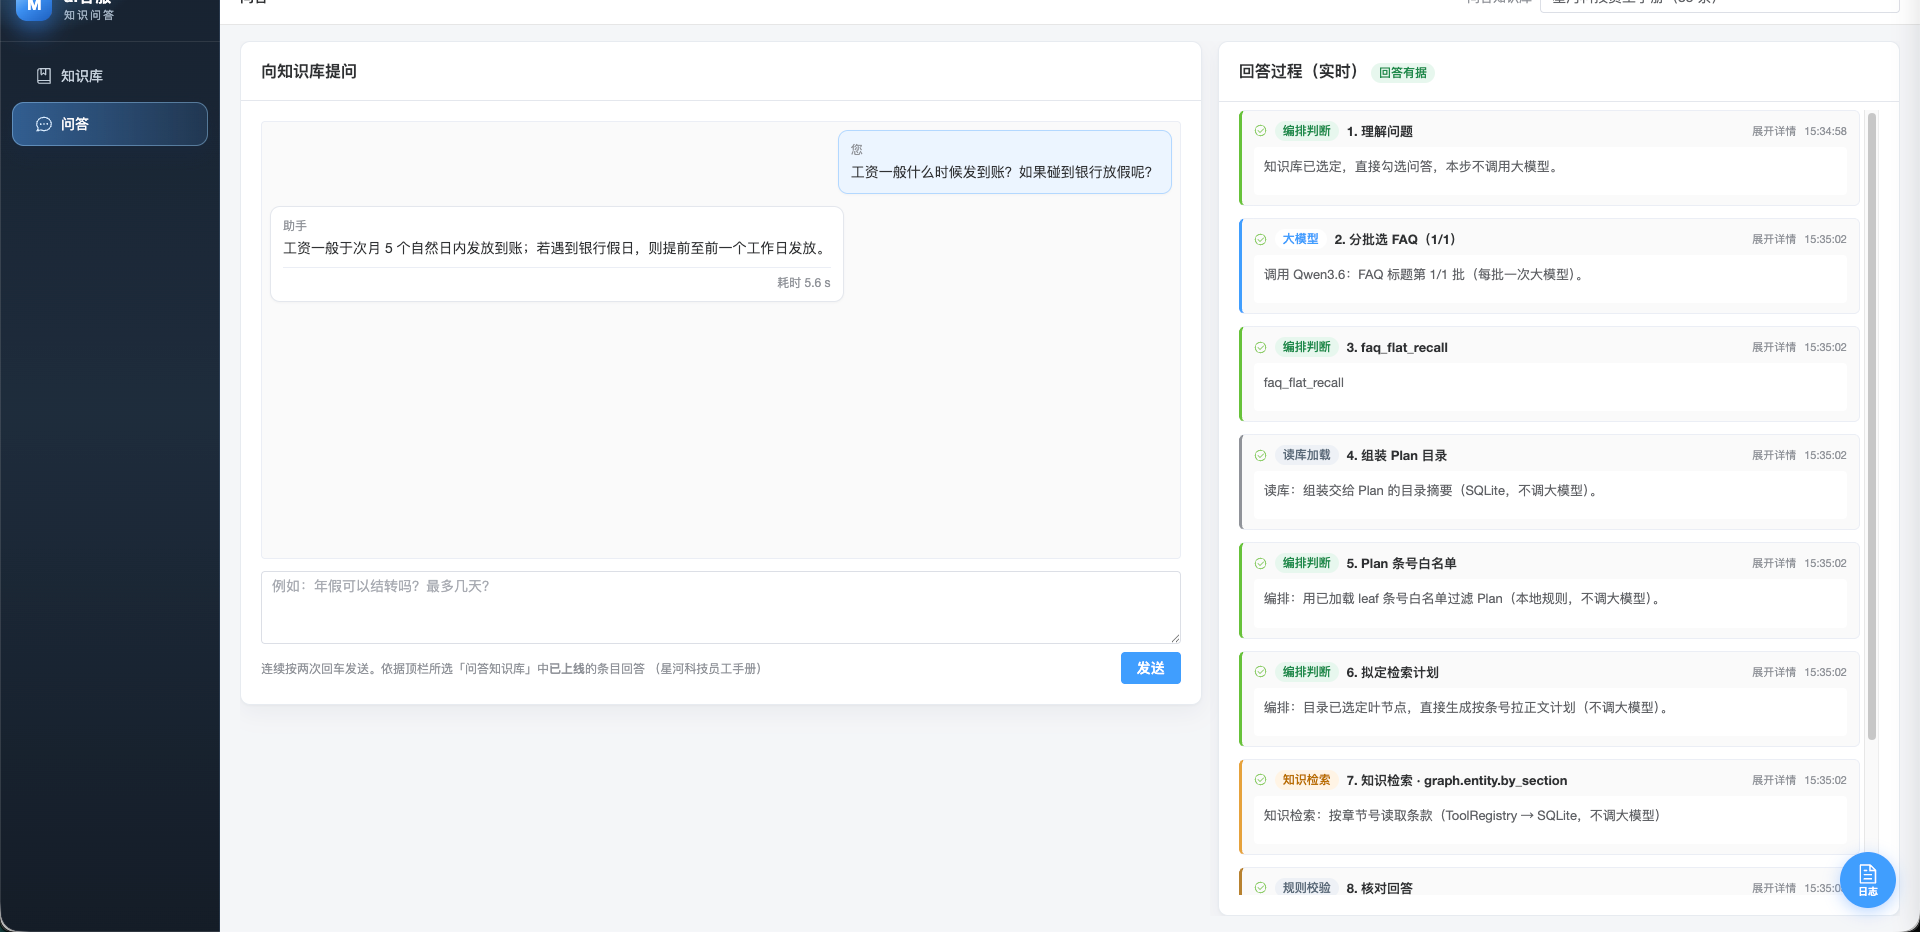 M
知识问答
知识库
问答
向知识库提问
您
工资一般什么时候发到账？如果碰到银行放假呢？
助手
工资一般于次月 5 个自然日内发放到账；若遇到银行假日，则提前至前一个工作日发放。
耗时 5.6 s
例如：年假可以结转吗？最多几天？
连续按两次回车发送。依据顶栏所选「问答知识库」中已上线的条目回答 （星河科技员工手册）
发送
回答过程（实时） 回答有据
编排判断 1. 理解问题 展开详情 15:34:58
知识库已选定，直接勾选问答，本步不调用大模型。
大模型 2. 分批选 FAQ（1/1） 展开详情 15:35:02
调用 Qwen3.6：FAQ 标题第 1/1 批（每批一次大模型）。
编排判断 3. faq_flat_recall 展开详情 15:35:02
faq_flat_recall
读库加载 4. 组装 Plan 目录 展开详情 15:35:02
读库：组装交给 Plan 的目录摘要（SQLite，不调大模型）。
编排判断 5. Plan 条号白名单 展开详情 15:35:02
编排：用已加载 leaf 条号白名单过滤 Plan（本地规则，不调大模型）。
编排判断 6. 拟定检索计划 展开详情 15:35:02
编排：目录已选定叶节点，直接生成按条号拉正文计划（不调大模型）。
知识检索 7. 知识检索 · graph.entity.by_section 展开详情 15:35:02
知识检索：按章节号读取条款（ToolRegistry → SQLite，不调大模型）
规则校验 8. 核对回答 展开详情
日志